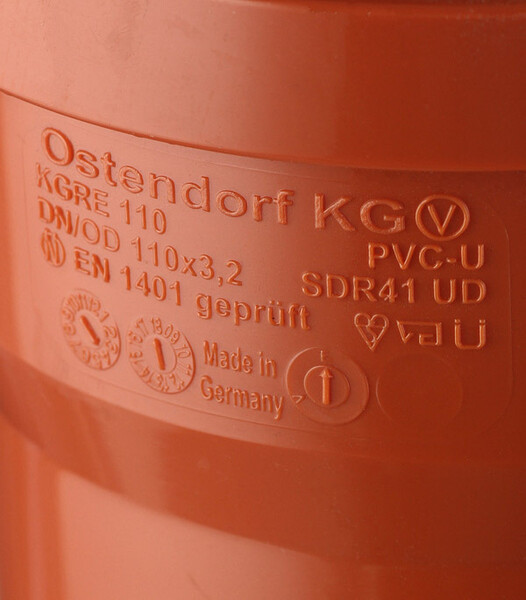 Ostendorf KG V
KGRE 110
PVC-U
DN/OD 110x3,2
SDR41 UD
EN 1401 geprüft
Ü
Made in
Germany